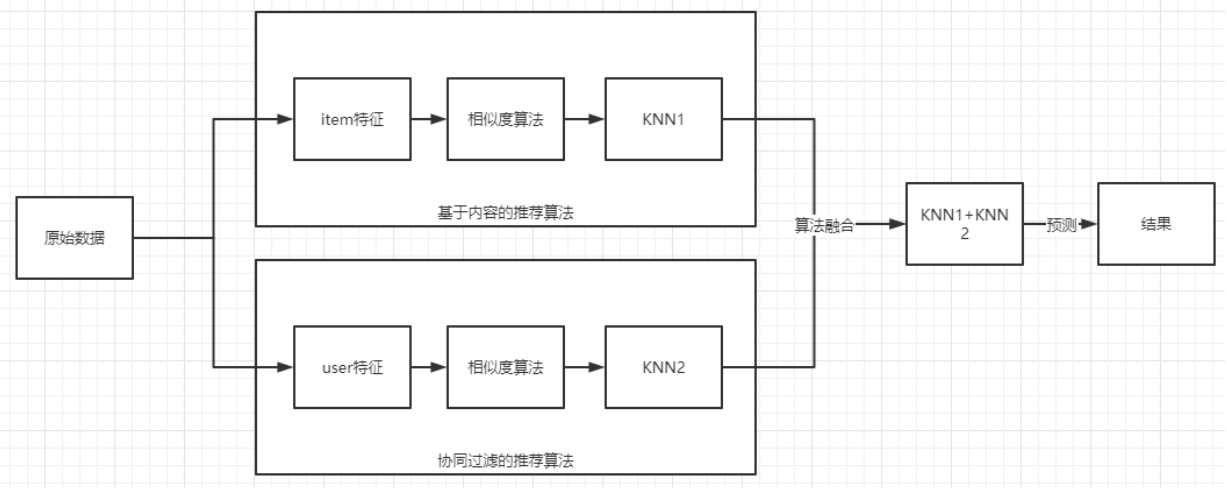 item特征
相似度算法
KNN1
基于内容的推荐算法
原始数据
算法融合
KNN1+KNN
2
预测
结果
user特征
相似度算法
KNN2
协同过滤的推荐算法